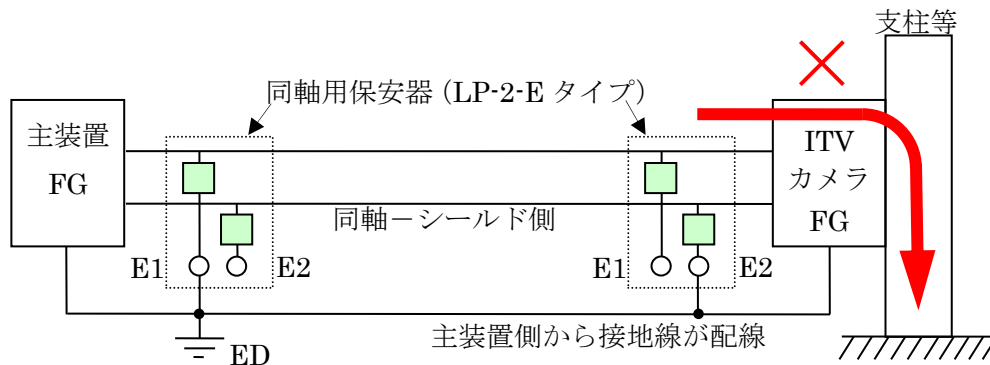 支柱等
同軸用保安器（LP-2-E タイプ）
主装置
FG
ITV
カメラ
FG
同軸－シールド側
E1
E2
E1
E2
主装置側から接地線が配線
ED